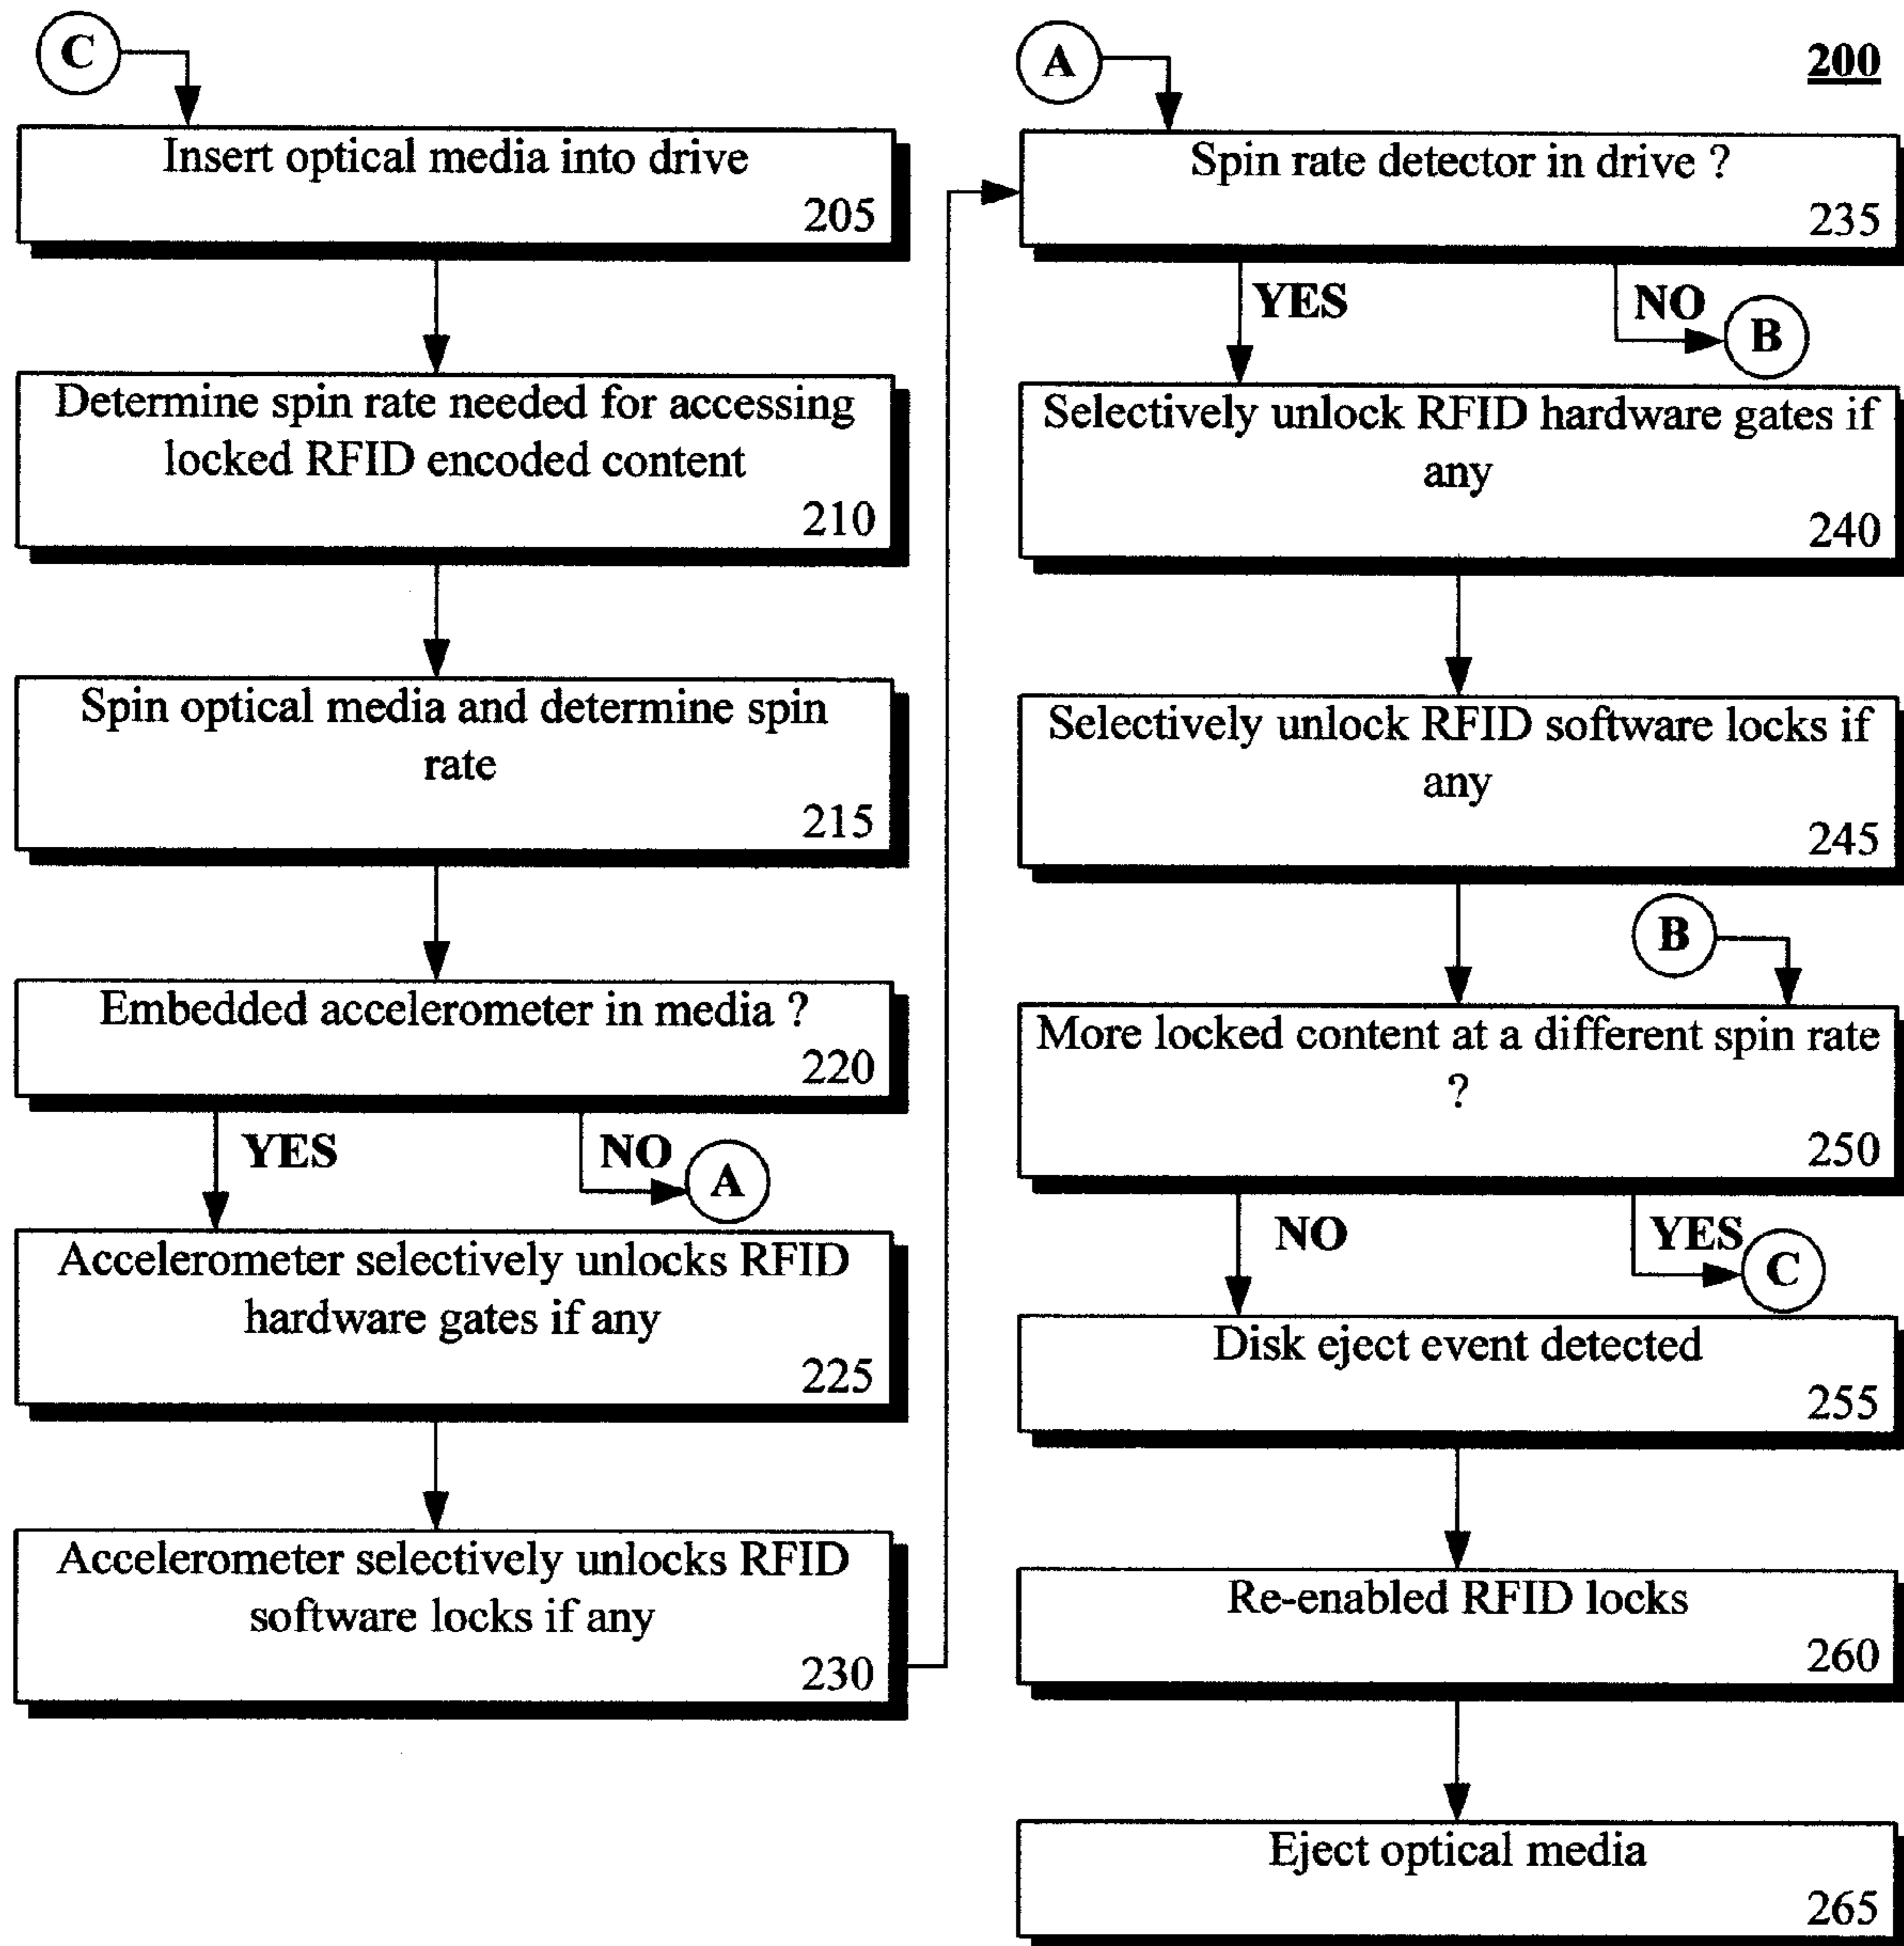 C
Insert optical media into drive
205
Determine spin rate needed for accessing
locked RFID encoded content
210
Spin optical media and determine spin
rate
215
Embedded accelerometer in media ?
220
YES
NO
A
Accelerometer selectively unlocks RFID
hardware gates if any
225
Accelerometer selectively unlocks RFID
software locks if any
230
200
A
Spin rate detector in drive ?
235
YES
NO
B
Selectively unlock RFID hardware gates if
any
240
Selectively unlock RFID software locks if
any
245
B
More locked content at a different spin rate
?
250
NO
YES
C
Disk eject event detected
255
Re-enabled RFID locks
260
Eject optical media
265